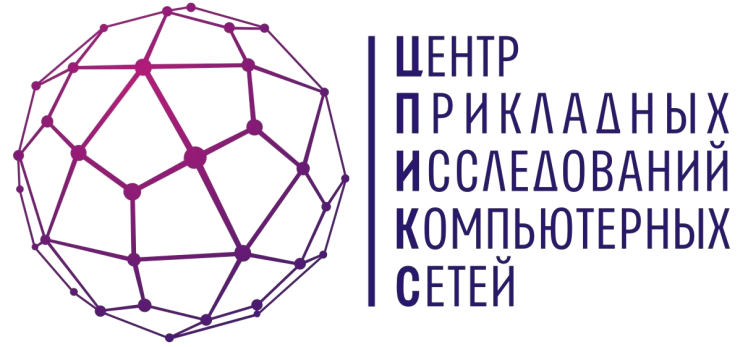 ЦЕНТР
ПРИКЛАДНЫХ
ИССЛЕДОВАНИЙ
КОМПЬЮТЕРНЫХ
СЕТЕЙ